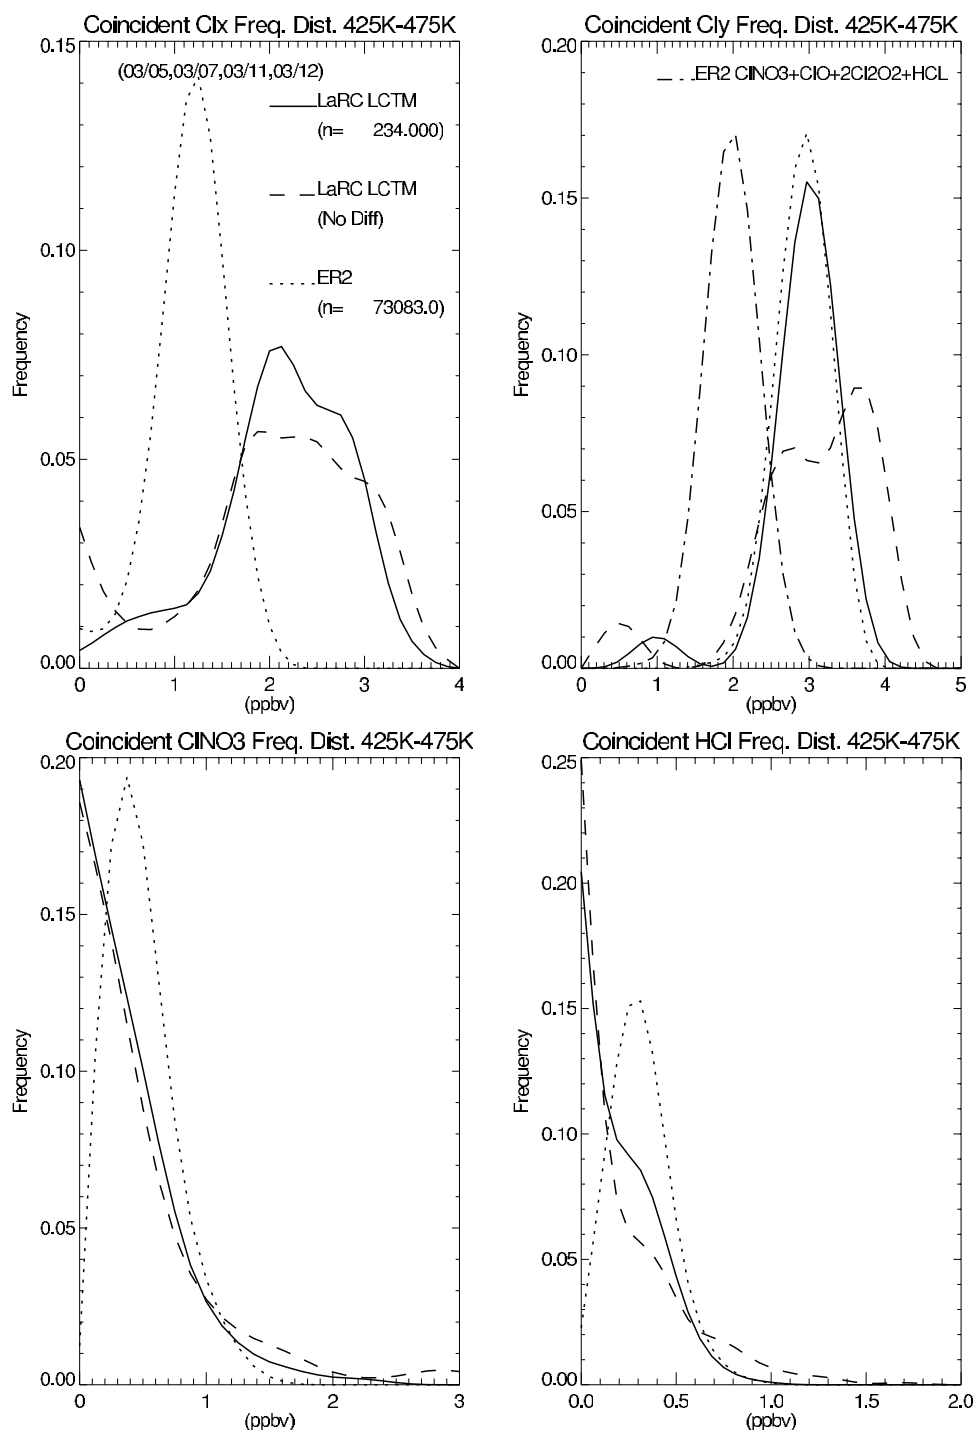 Coincident Clx Freq. Dist. 425K-475K
0.15
(03/05,03/07,03/11,03/12)
LaRC LCTM
(n= 234.000)
LaRC LCTM
(No Diff)
ER2
(n= 73083.0)
0.10
0.05
0.00
Frequency
0 1 2 3 4
(ppbv)
Coincident Cly Freq. Dist. 425K-475K
0.20
ER2 ClNO3+ClO+2Cl2O2+HCL
0.15
0.10
0.05
0.00
Frequency
0 1 2 3 4 5
(ppbv)
Coincident ClNO3 Freq. Dist. 425K-475K
0.20
0.15
0.10
0.05
0.00
Frequency
0 1 2 3
(ppbv)
Coincident HCl Freq. Dist. 425K-475K
0.25
0.20
0.15
0.10
0.05
0.00
Frequency
0.0 0.5 1.0 1.5 2.0
(ppbv)